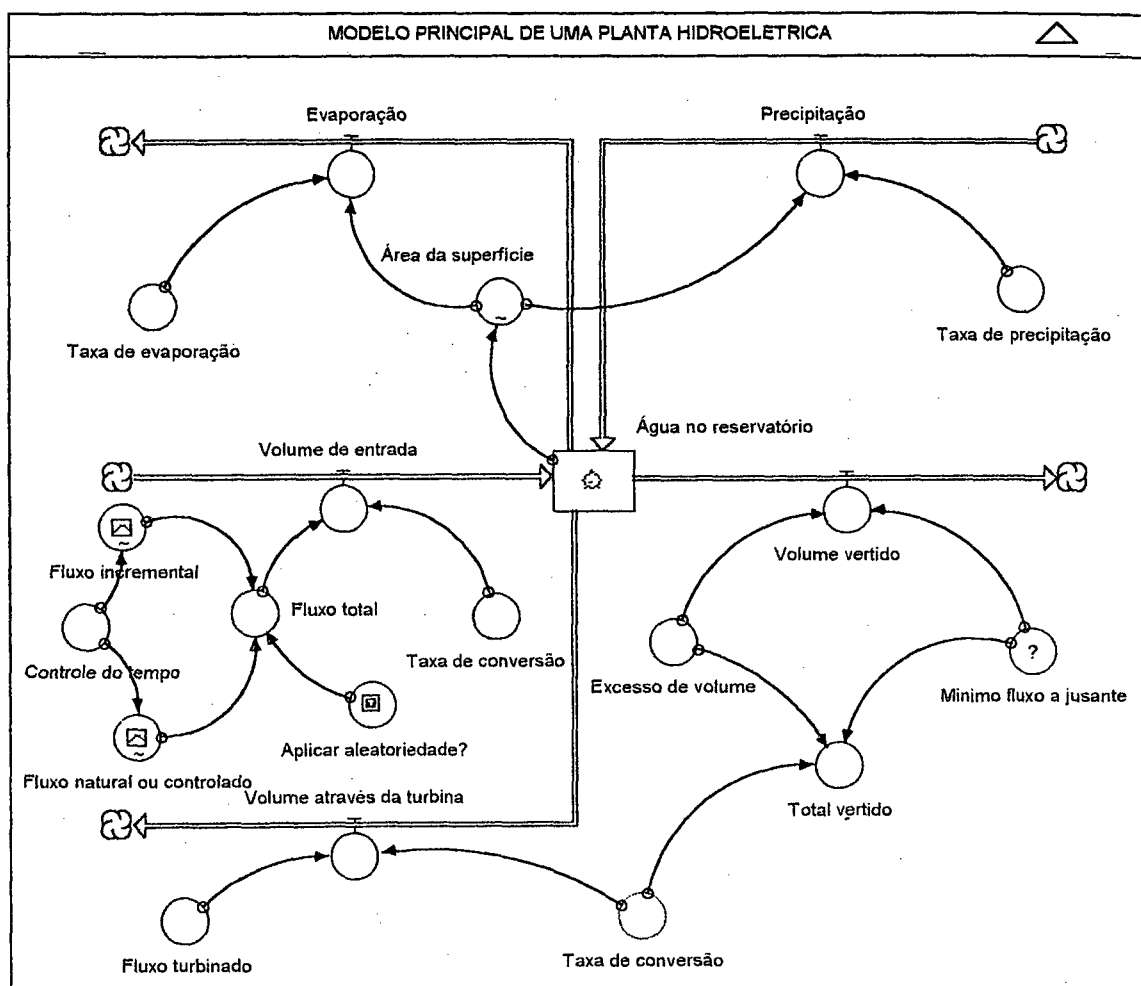 MODELO PRINCIPAL DE UMA PLANTA HIDROELETRICA
Evaporação
Precipitação
Área da superfície
Taxa de evaporação
Taxa de precipitação
Água no reservatório
Volume de entrada
Volume vertido
Fluxo incremental
Fluxo total
Controle do tempo
Taxa de conversão
Excesso de volume
?
Minimo fluxo a jusante
Aplicar aleatoriedade?
Fluxo natural ou controlado
Volume através da turbina
Total vertido
Fluxo turbinado
Taxa de conversão